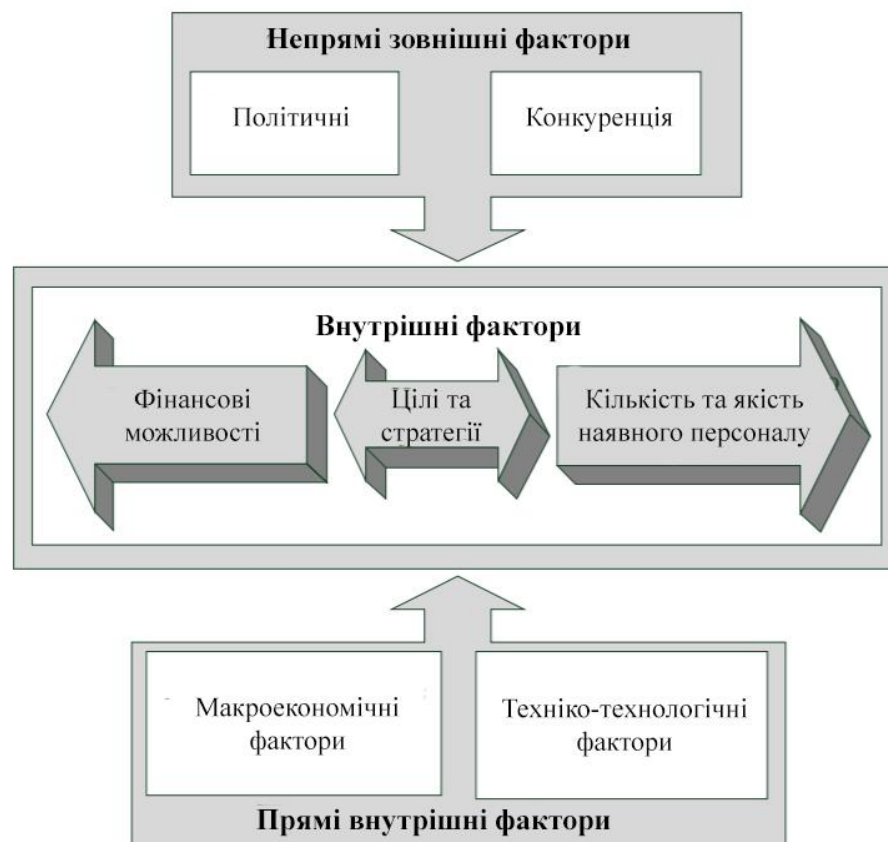 Непрямі зовнішні фактори
Політичні
Конкуренція
Внутрішні фактори
Фінансові
можливості
Цілі та
стратегії
Кількість та якість
наявного персоналу
Макроекономічні
фактори
Техніко-технологічні
фактори
Прямі внутрішні фактори